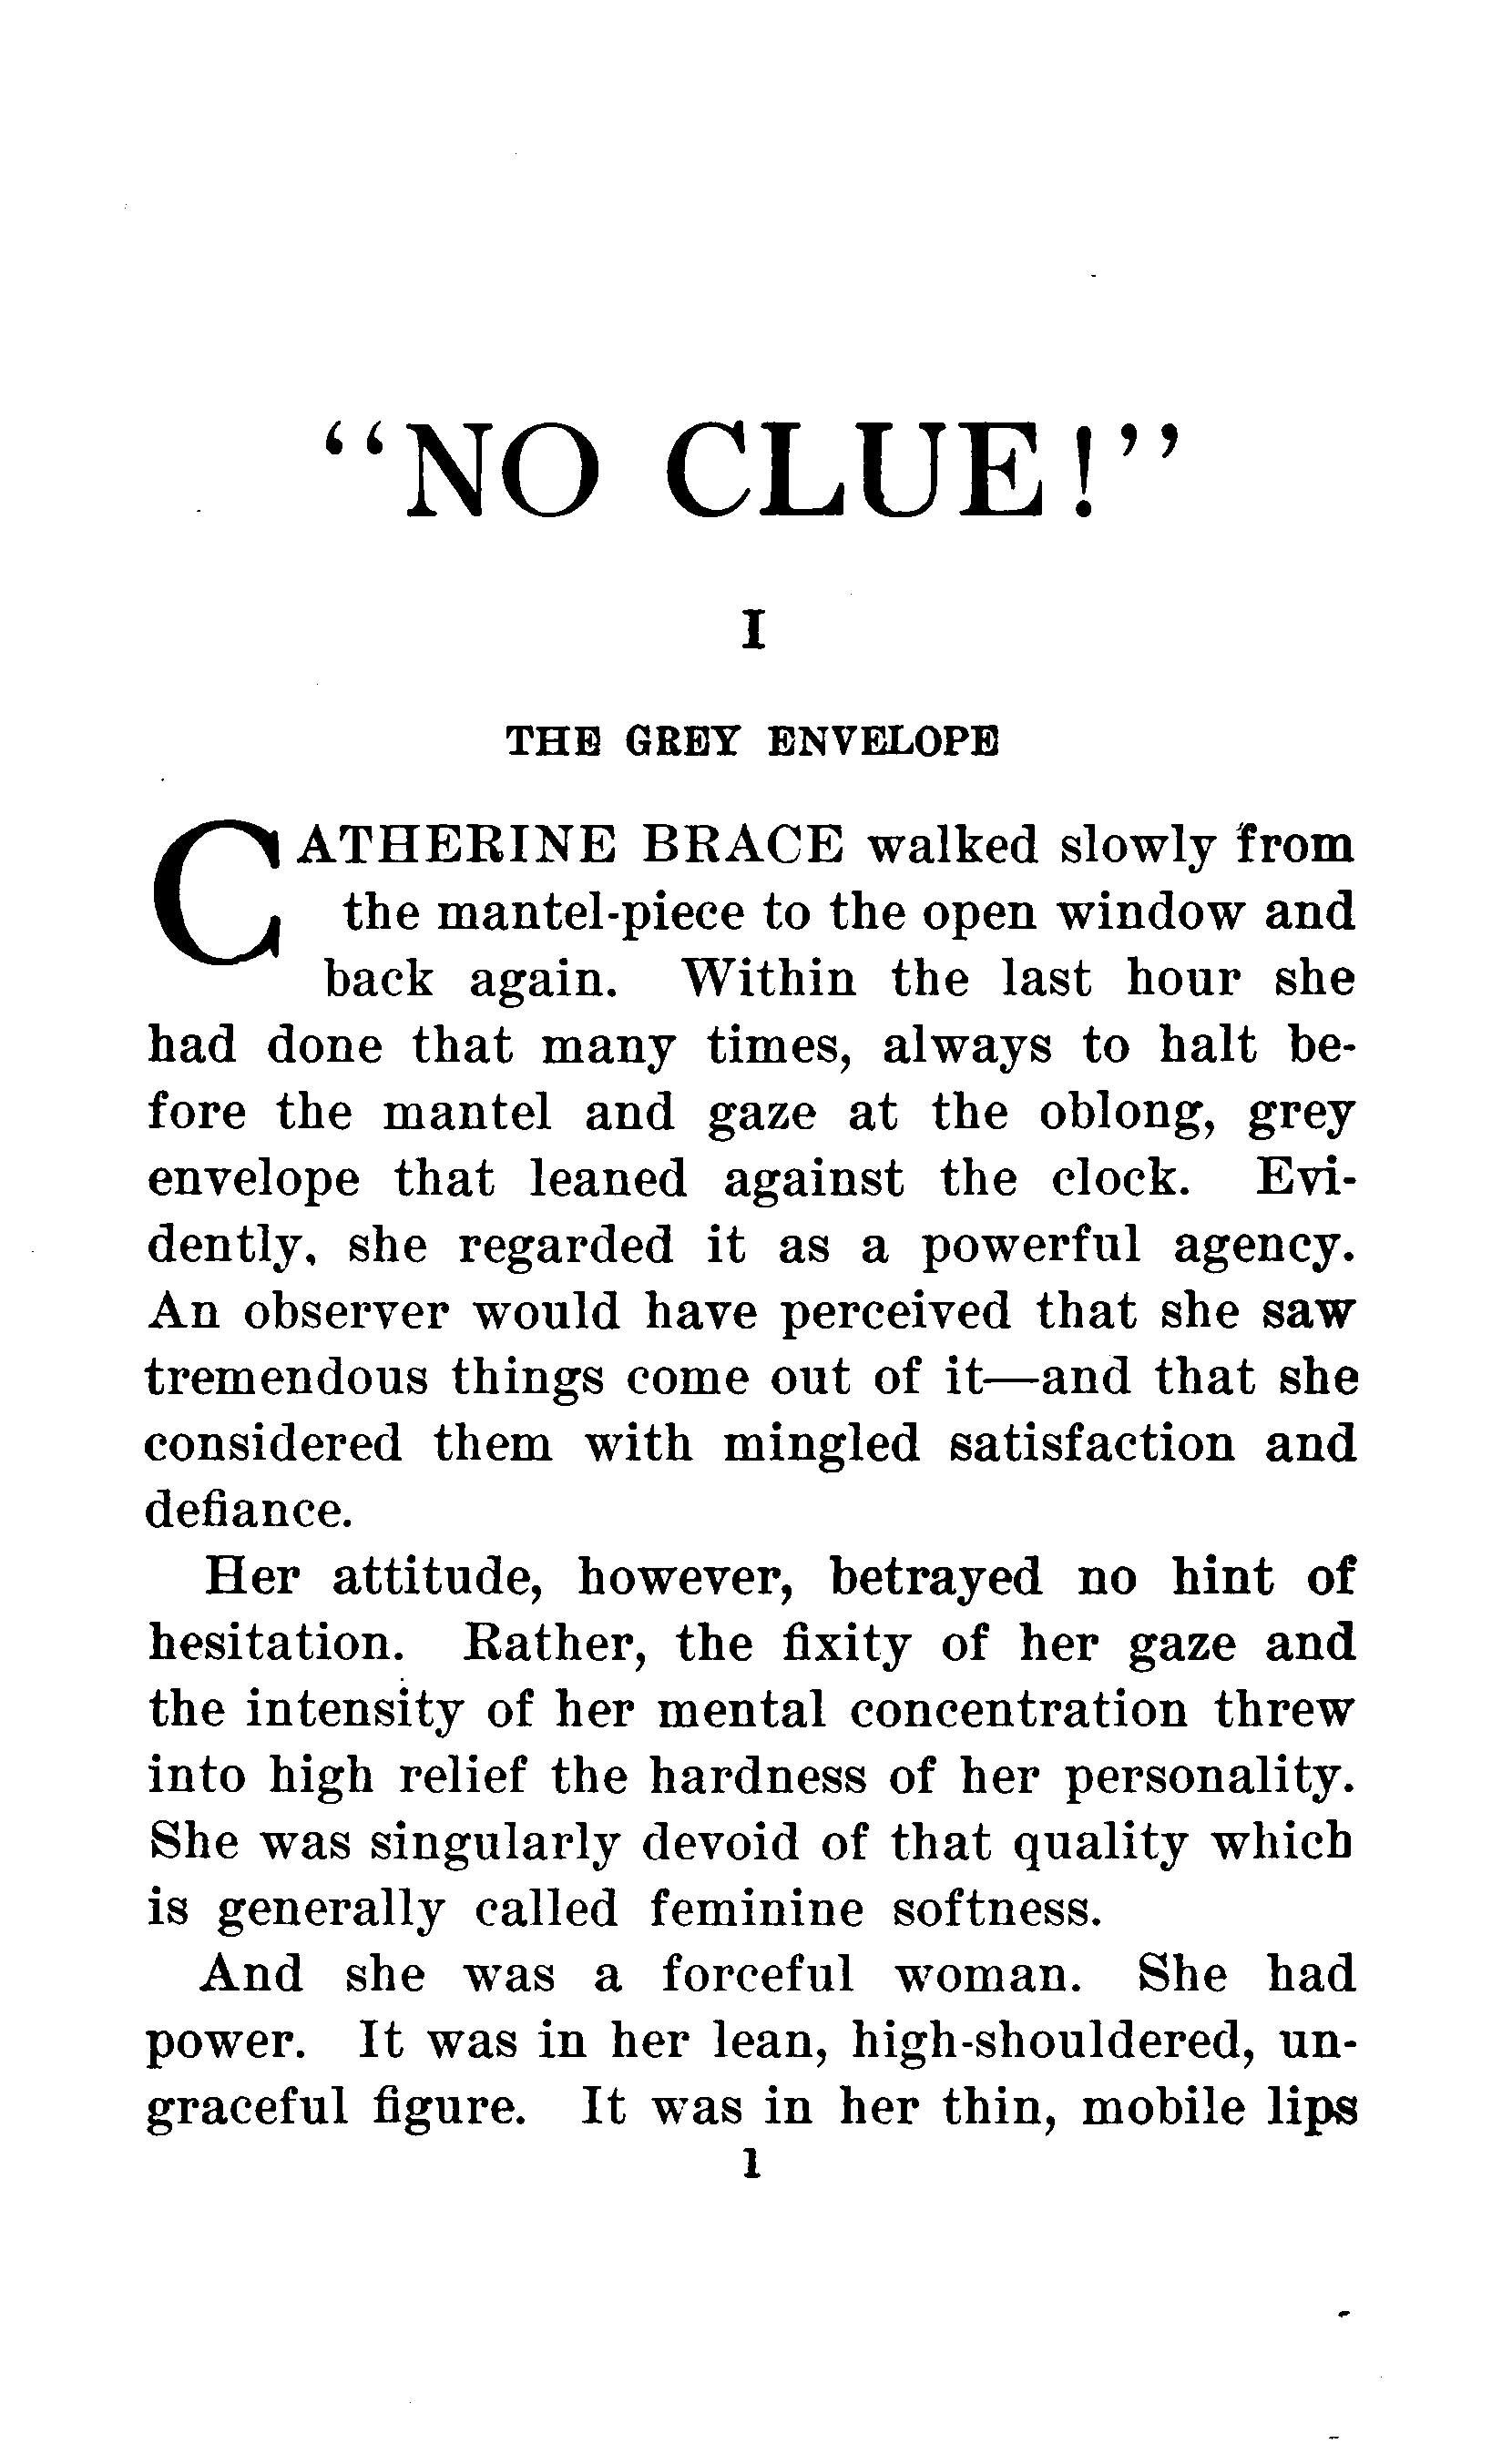 “NO CLUE!”
I
THE GREY ENVELOPE
CATHERINE BRACE walked slowly from
the mantel-piece to the open window and
back again. Within the last hour she
had done that many times, always to halt be-
fore the mantel and gaze at the oblong, grey
envelope that leaned against the clock. Evi-
dently, she regarded it as a powerful agency.
An observer would have perceived that she saw
tremendous things come out of it—and that she
considered them with mingled satisfaction and
defiance.
Her attitude, however, betrayed no hint of
hesitation. Rather, the fixity of her gaze and
the intensity of her mental concentration threw
into high relief the hardness of her personality.
She was singularly devoid of that quality which
is generally called feminine softness.
And she was a forceful woman. She had
power. It was in her lean, high-shouldered, un-
graceful figure. It was in her thin, mobile lips
1